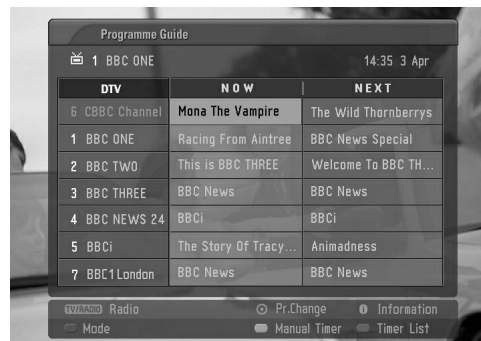 Programme Guide
1 BBC ONE 14:35 3 Apr
DTV NOW NEXT
6 CBBC Channel Mona The Vampire The Wild Thornberrys
1 BBC ONE Racing From Aintree BBC News Special
2 BBC TWO This is BBC THREE Welcome To BBC TH...
3 BBC THREE BBC News BBC News
4 BBC NEWS 24 BBCi BBCi
5 BBCi The Story Of Tracy... Animadness
7 BBC1 London BBC News BBC News
TV/RADIO Radio Pr.Change i Information
Mode Manual Timer Timer List